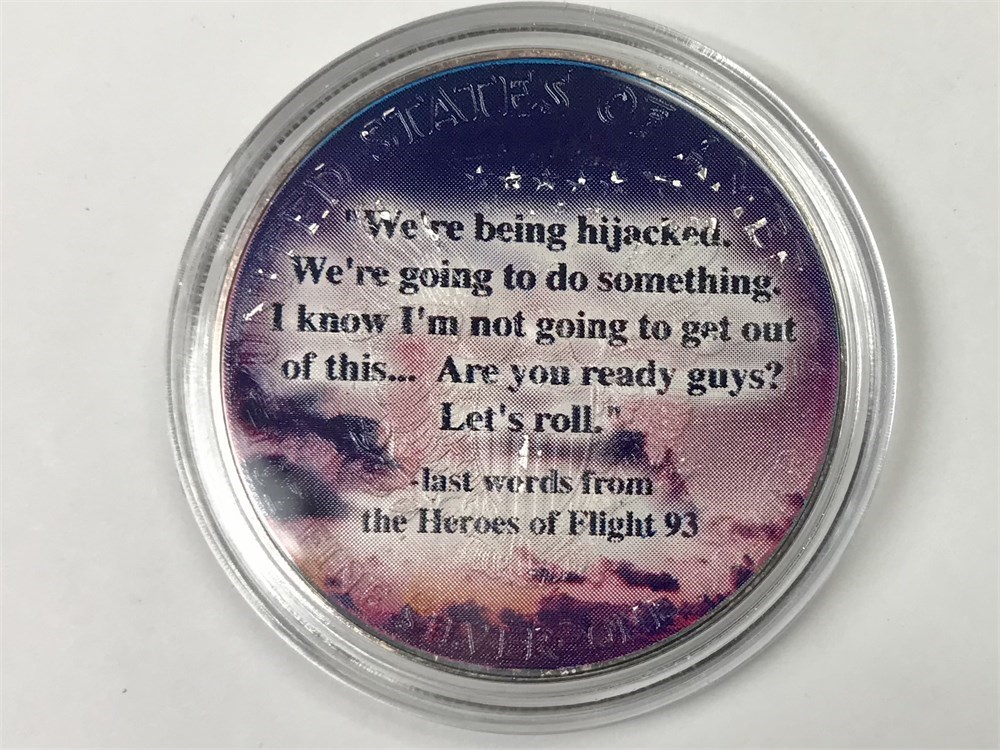 D STATES OF AME
"We're being hijacked.
We're going to do something.
I know I'm not going to get out
of this... Are you ready guys?
Let's roll."
-last words from
the Heroes of Flight 93